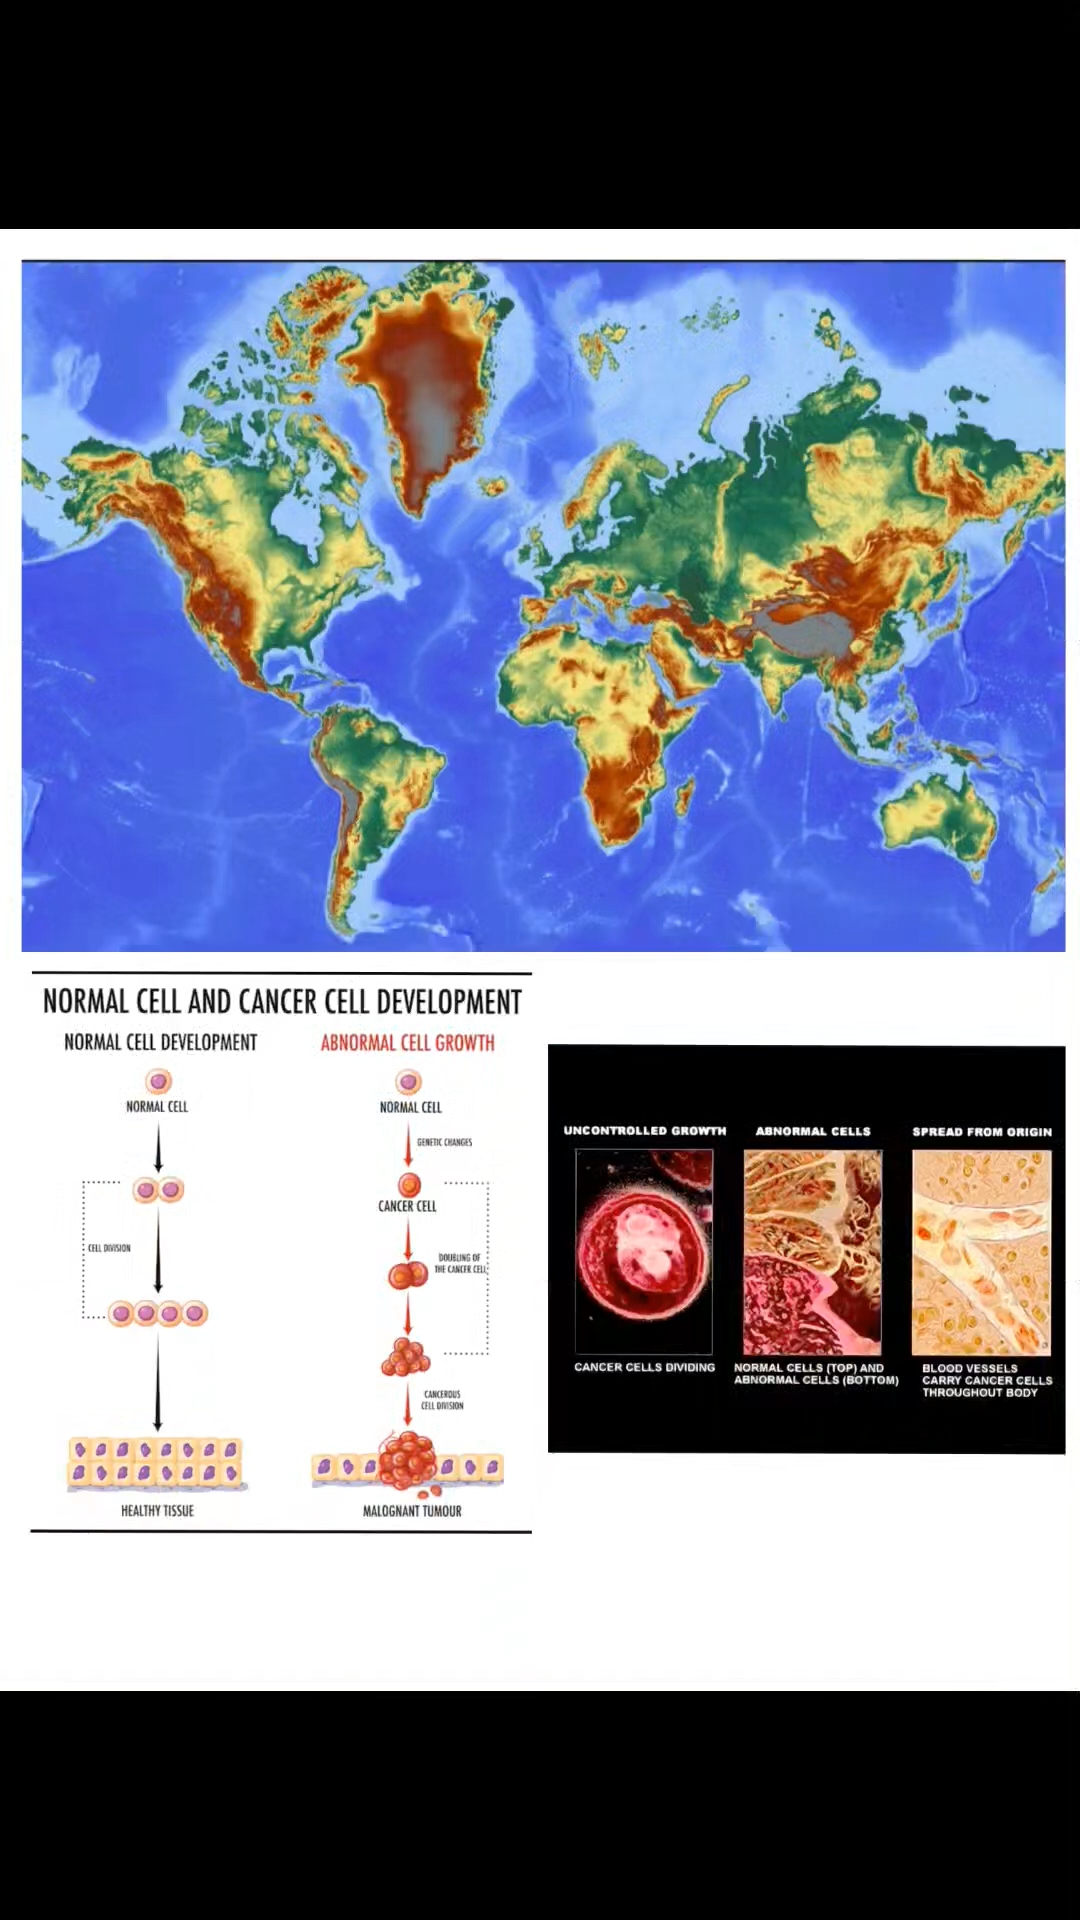 NORMAL CELL AND CANCER CELL DEVELOPMENT
NORMAL CELL DEVELOPMENT
NORMAL CELL
CELL DIVISION
HEALTHY TISSUE
ABNORMAL CELL GROWTH
NORMAL CELL
GENETIC CHANGES
CANCER CELL
DOUBLING OF
THE CANCER CELL
CANCEROUS
CELL DIVISION
MALOGNANT TUMOUR
UNCONTROLLED GROWTH
CANCER CELLS DIVIDING
ABNORMAL CELLS
NORMAL CELLS (TOP) AND
ABNORMAL CELLS (BOTTOM)
SPREAD FROM ORIGIN
BLOOD VESSELS
CARRY CANCER CELLS
THROUGHOUT BODY